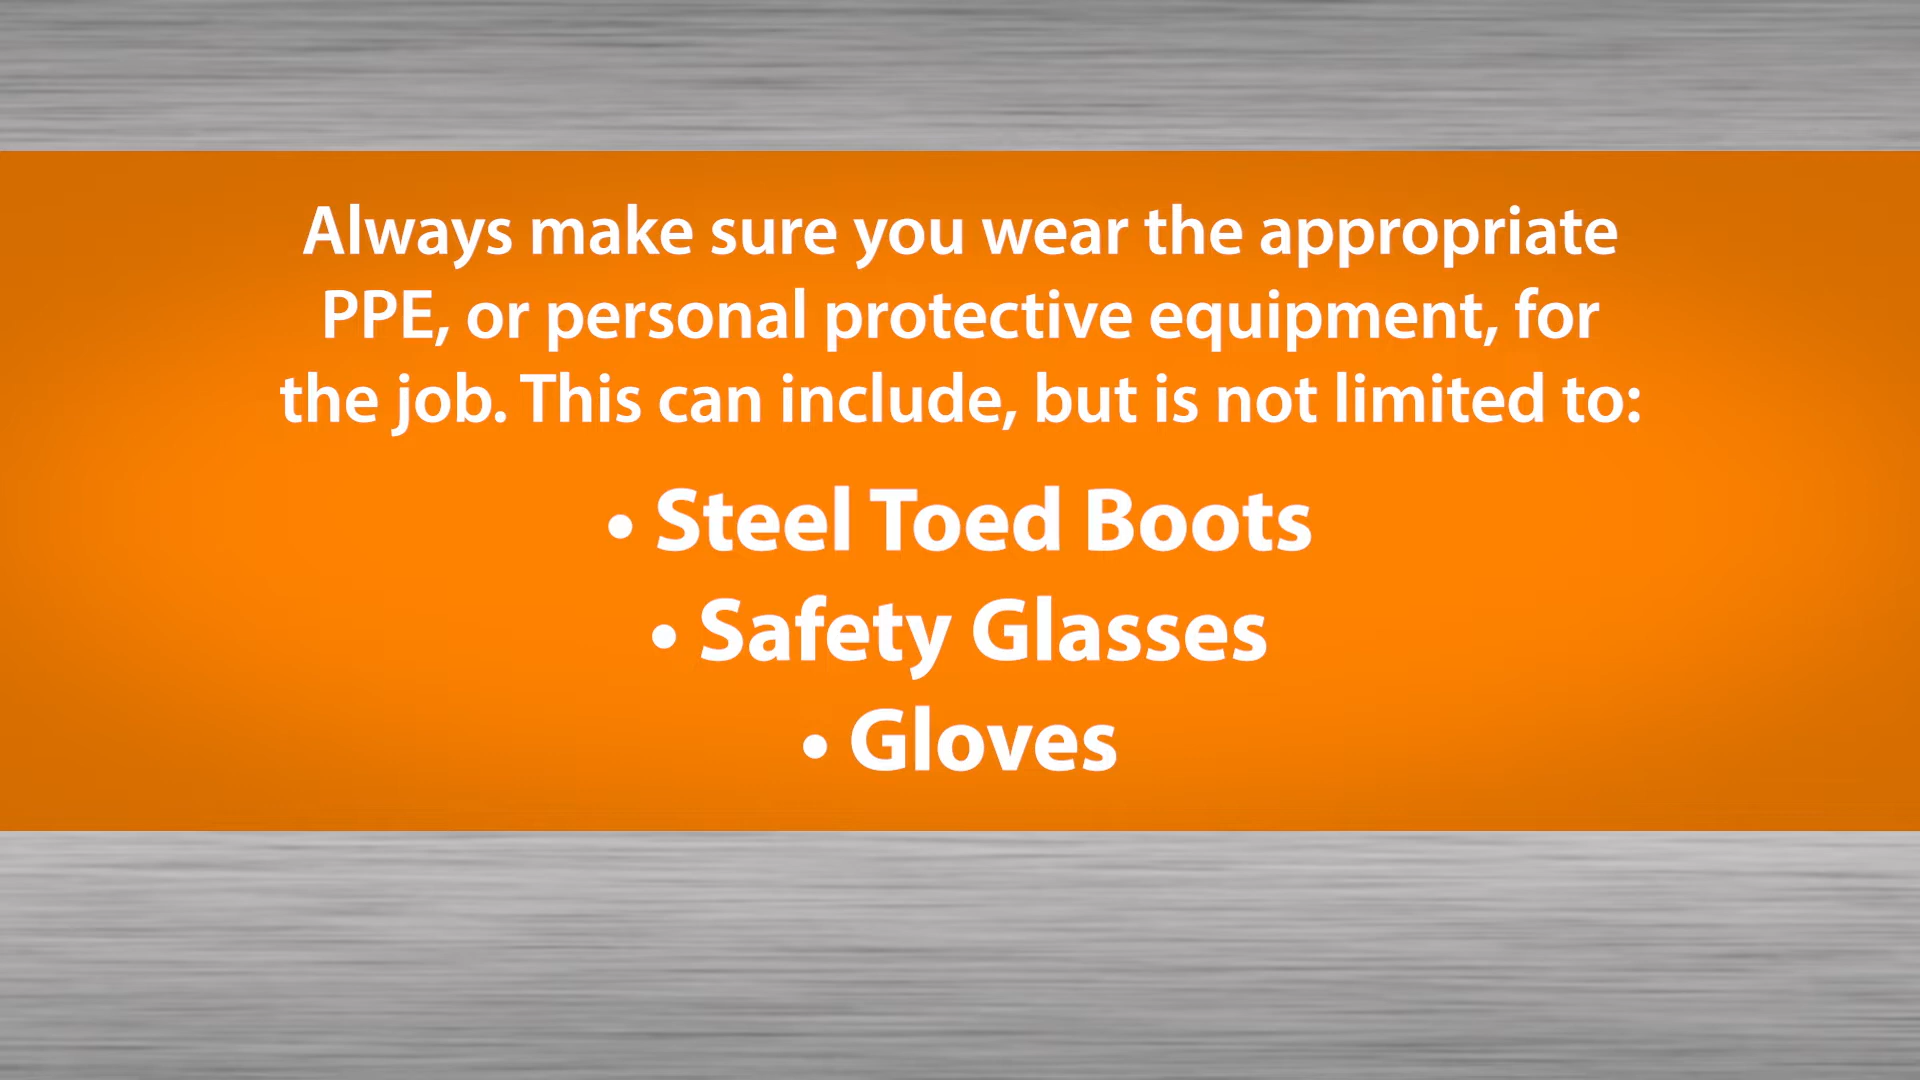 Always make sure you wear the appropriate
PPE, or personal protective equipment, for
the job. This can include, but is not limited to:
• Steel Toed Boots
• Safety Glasses
• Gloves